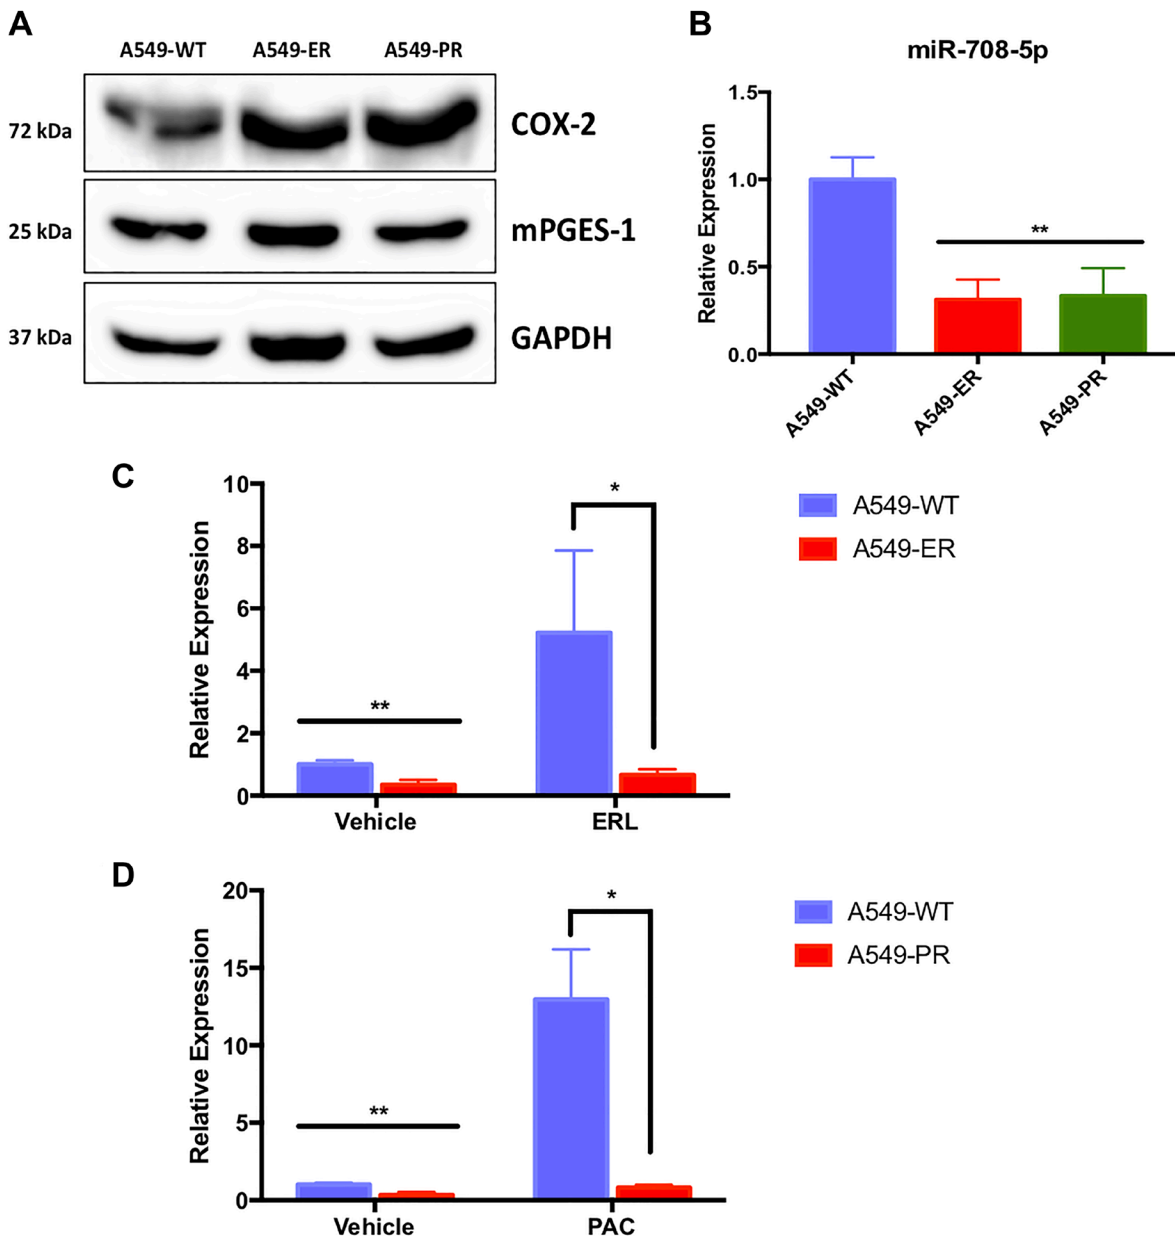 A
A549-WT A549-ER A549-PR
72 kDa COX-2
25 kDa mPGES-1
37 kDa GAPDH
B
miR-708-5p
Relative Expression
1.5
1.0
0.5
0.0
**
A549-WT A549-ER A549-PR
C
Relative Expression
10
8
6
4
2
0
**
*
Vehicle ERL
A549-WT
A549-ER
D
Relative Expression
20
15
10
5
0
**
*
Vehicle PAC
A549-WT
A549-PR